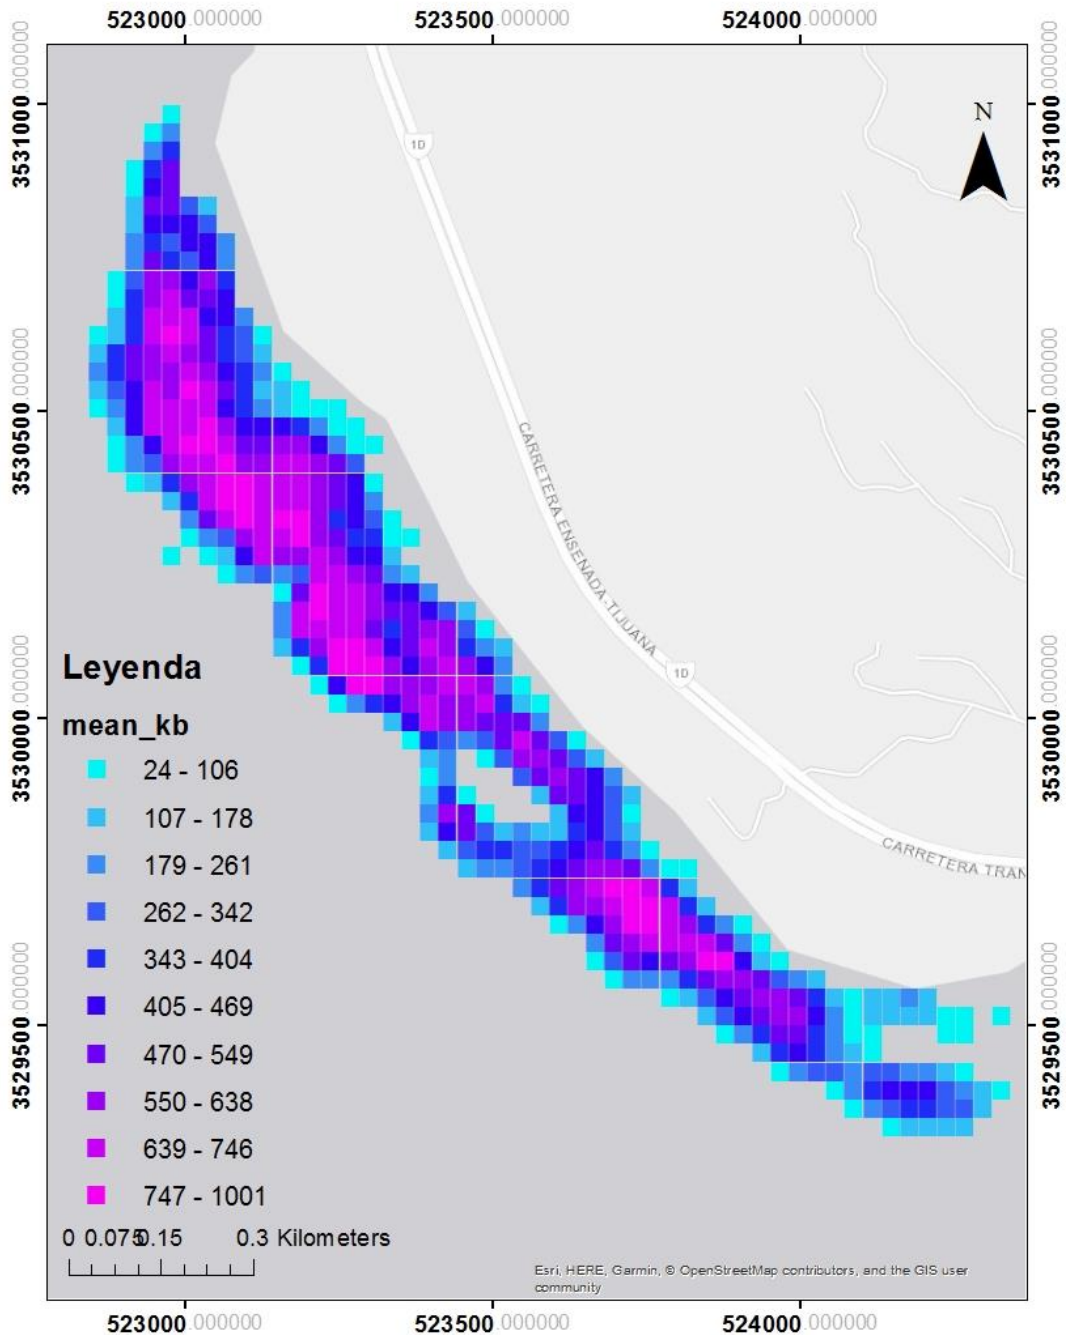 523000.000000 523500.000000 524000.000000
3531000.000000 3531000.000000
N
1D
3530500.000000 3530500.000000
CARRETERA ENSENADA-TIJUANA
1D
3530000.000000 3530000.000000
CARRETERA TRAN
3529500.000000 3529500.000000
Leyenda
mean_kb
24 - 106
107 - 178
179 - 261
262 - 342
343 - 404
405 - 469
470 - 549
550 - 638
639 - 746
747 - 1001
0 0.075 0.15 0.3 Kilometers
Esri, HERE, Garmin, © OpenStreetMap contributors, and the GIS user
community
523000.000000 523500.000000 524000.000000